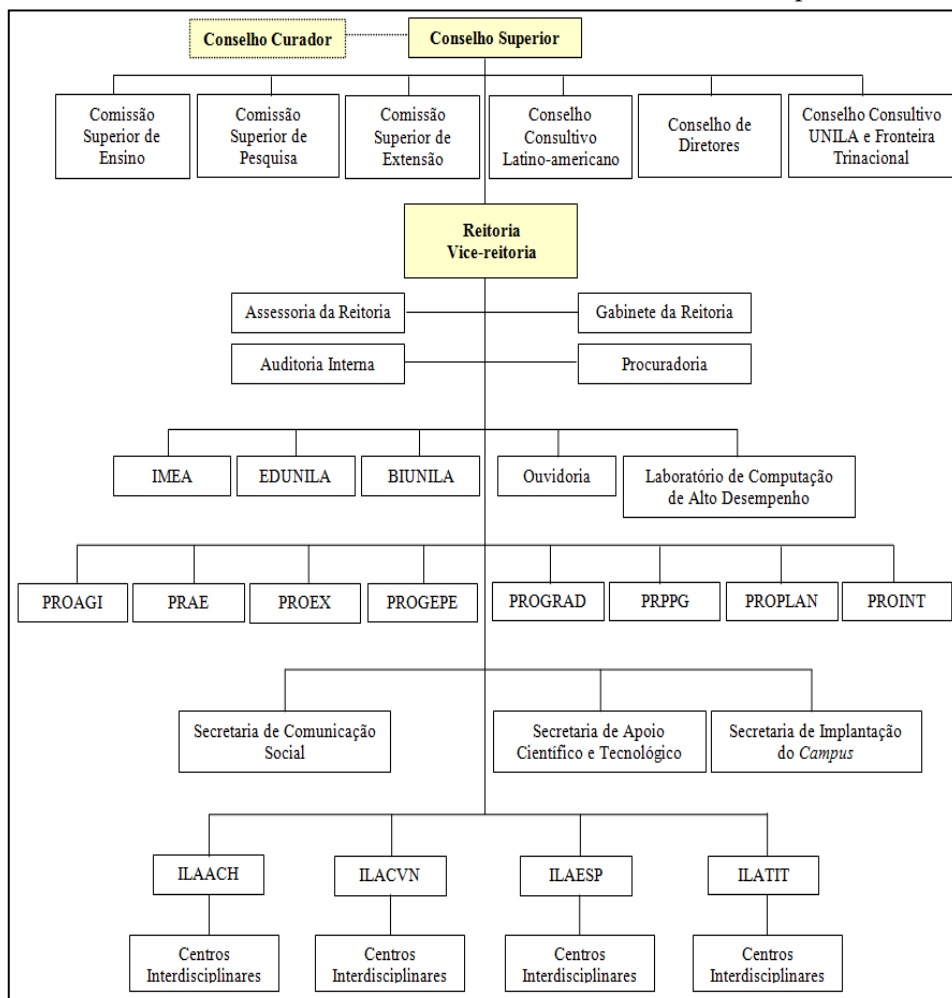 Conselho Curador
Conselho Superior
Comissão
Superior de
Ensino
Comissão
Superior de
Pesquisa
Comissão
Superior de
Extensão
Conselho
Consultivo
Latino-americano
Conselho de
Diretores
Conselho Consultivo
UNILA e Fronteira
Trinacional
Reitoria
Vice-reitoria
Assessoria da Reitoria
Gabinete da Reitoria
Auditoria Interna
Procuradoria
IMEA
EDUNILA
BIUNILA
Ouvidoria
Laboratório de Computação
de Alto Desempenho
PROAGI
PRAE
PROEX
PROGEPE
PROGRAD
PRPPG
PROPLAN
PROINT
Secretaria de Comunicação
Social
Secretaria de Apoio
Científico e Tecnológico
Secretaria de Implantação
do Campus
ILAACH
ILACVN
ILAESP
ILATIT
Centros
Interdisciplinares
Centros
Interdisciplinares
Centros
Interdisciplinares
Centros
Interdisciplinares